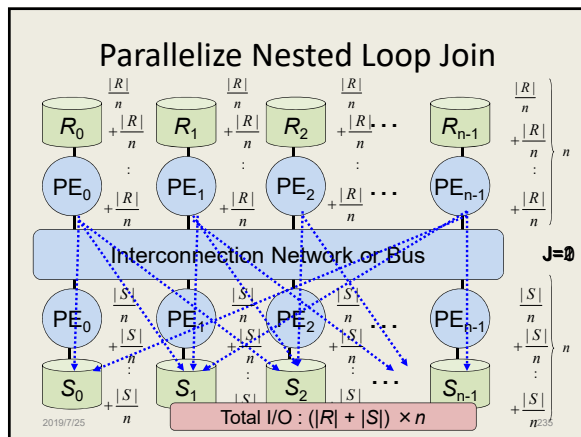 Parallelize Nested Loop Join
|R|/n |R|/n |R|/n |R|/n
R0 R1 R2 … Rn-1
+|R|/n +|R|/n +|R|/n +|R|/n
: : : :
PE0 PE1 PE2 … PEn-1
+|R|/n +|R|/n +|R|/n +|R|/n
n
Interconnection Network or Bus
|S|/n |S|/n |S|/n |S|/n
PE0 PE1 PE2 … PEn-1
+|S|/n +|S|/n +|S|/n +|S|/n
n
: : : :
S0 S1 S2 … Sn-1
+|S|/n +|S|/n +|S|/n +|S|/n
Total I/O : (|R| + |S|) × n
2019/7/25
235